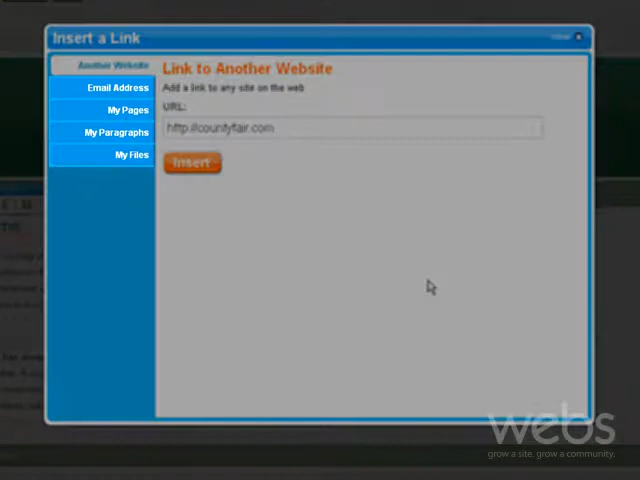 Insert a Link
Another Website
Email Address
My Pages
My Paragraphs
My Files
Link to Another Website
Add a link to any site on the web
URL:
http://countyfair.com
Insert
webs
grow a site. grow a community.